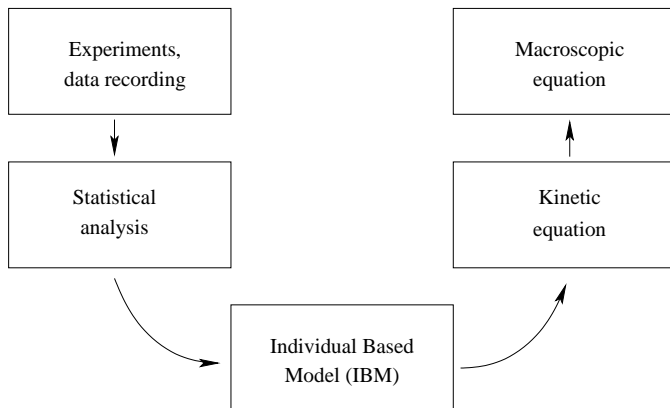 Experiments,
data recording
Statistical
analysis
Individual Based
Model (IBM)
Kinetic
equation
Macroscopic
equation